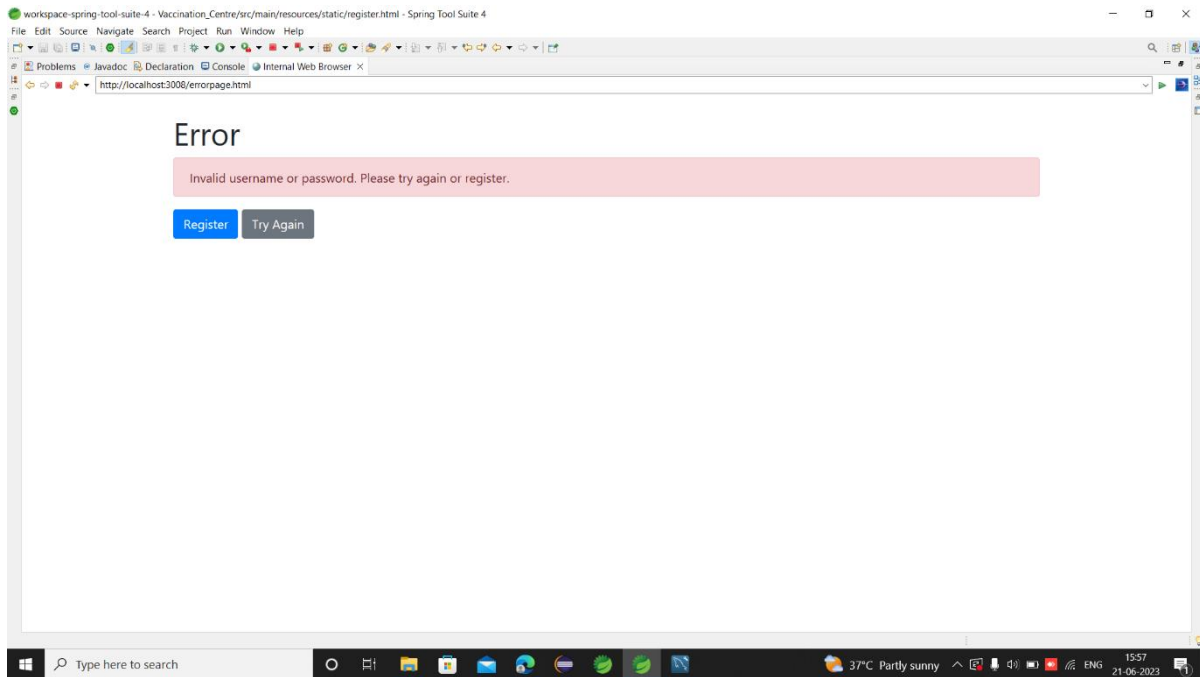 workspace-spring-tool-suite-4 - Vaccination_Centre/src/main/resources/static/register.html - Spring Tool Suite 4
File Edit Source Navigate Search Project Run Window Help
Problems Javadoc Declaration Console Internal Web Browser
http://localhost:3008/errorpage.html
Error
Invalid username or password. Please try again or register.
Register Try Again
Type here to search
37°C Partly sunny
ENG
15:57
21-06-2023
1